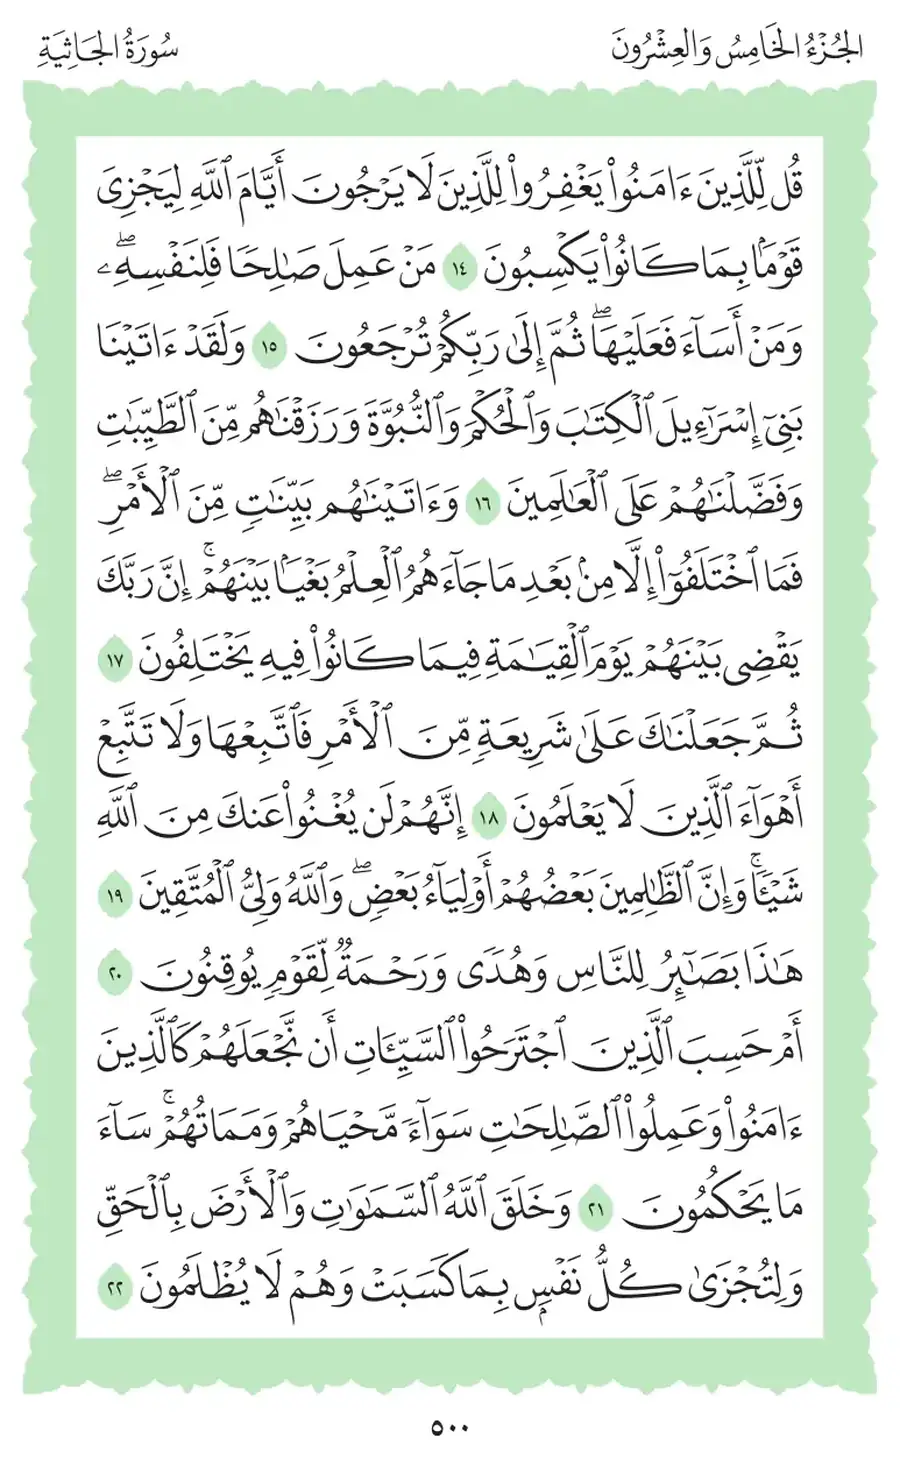 الجُزْءُ الخَامِسُ وَالعِشْرُونَ
سُورَةُ الجَاثِيَةِ
قُل لِّلَّذِينَ ءَامَنُوا۟ يَغْفِرُوا۟ لِلَّذِينَ لَا يَرْجُونَ أَيَّامَ ٱللَّهِ لِيَجْزِىَ
قَوْمَۢا بِمَا كَانُوا۟ يَكْسِبُونَ ١٤ مَنْ عَمِلَ صَٰلِحًا فَلِنَفْسِهِۦۖ
وَمَنْ أَسَآءَ فَعَلَيْهَاۖ ثُمَّ إِلَىٰ رَبِّكُمْ تُرْجَعُونَ ١٥ وَلَقَدْ ءَاتَيْنَا
بَنِىٓ إِسْرَٰٓءِيلَ ٱلْكِتَٰبَ وَٱلْحُكْمَ وَٱلنُّبُوَّةَ وَرَزَقْنَٰهُم مِّنَ ٱلطَّيِّبَٰتِ
وَفَضَّلْنَٰهُمْ عَلَى ٱلْعَٰلَمِينَ ١٦ وَءَاتَيْنَٰهُم بَيِّنَٰتٍ مِّنَ ٱلْأَمْرِۖ
فَمَا ٱخْتَلَفُوٓا۟ إِلَّا مِنۢ بَعْدِ مَا جَآءَهُمُ ٱلْعِلْمُ بَغْيَۢا بَيْنَهُمْۚ إِنَّ رَبَّكَ
يَقْضِى بَيْنَهُمْ يَوْمَ ٱلْقِيَٰمَةِ فِيمَا كَانُوا۟ فِيهِ يَخْتَلِفُونَ ١٧
ثُمَّ جَعَلْنَٰكَ عَلَىٰ شَرِيعَةٍ مِّنَ ٱلْأَمْرِ فَٱتَّبِعْهَا وَلَا تَتَّبِعْ
أَهْوَآءَ ٱلَّذِينَ لَا يَعْلَمُونَ ١٨ إِنَّهُمْ لَن يُغْنُوا۟ عَنكَ مِنَ ٱللَّهِ
شَيْـًٔاۚ وَإِنَّ ٱلظَّٰلِمِينَ بَعْضُهُمْ أَوْلِيَآءُ بَعْضٍۖ وَٱللَّهُ وَلِىُّ ٱلْمُتَّقِينَ ١٩
هَٰذَا بَصَٰٓئِرُ لِلنَّاسِ وَهُدًى وَرَحْمَةٌ لِّقَوْمٍ يُوقِنُونَ ٢٠
أَمْ حَسِبَ ٱلَّذِينَ ٱجْتَرَحُوا۟ ٱلسَّيِّـَٔاتِ أَن نَّجْعَلَهُمْ كَٱلَّذِينَ
ءَامَنُوا۟ وَعَمِلُوا۟ ٱلصَّٰلِحَٰتِ سَوَآءً مَّحْيَاهُمْ وَمَمَاتُهُمْۚ سَآءَ
مَا يَحْكُمُونَ ٢١ وَخَلَقَ ٱللَّهُ ٱلسَّمَٰوَٰتِ وَٱلْأَرْضَ بِٱلْحَقِّ
وَلِتُجْزَىٰ كُلُّ نَفْسٍۭ بِمَا كَسَبَتْ وَهُمْ لَا يُظْلَمُونَ ٢٢
٥٠٠